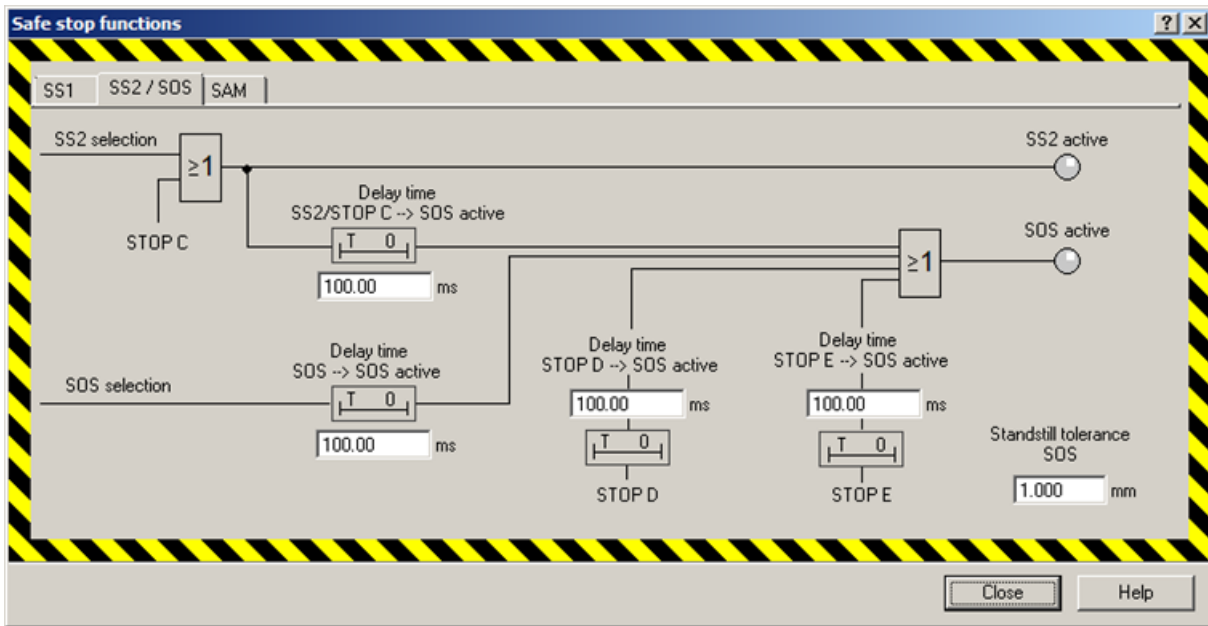 Safe stop functions
SS1
SS2 / SOS
SAM
SS2 selection
≥1
STOP C
Delay time
SS2/STOP C --> SOS active
T 0
100.00 ms
SS2 active
SOS active
≥1
SOS selection
Delay time
SOS --> SOS active
T 0
100.00 ms
Delay time
STOP D --> SOS active
100.00 ms
T 0
STOP D
Delay time
STOP E --> SOS active
100.00 ms
T 0
STOP E
Standstill tolerance
SOS
1.000 mm
Close
Help